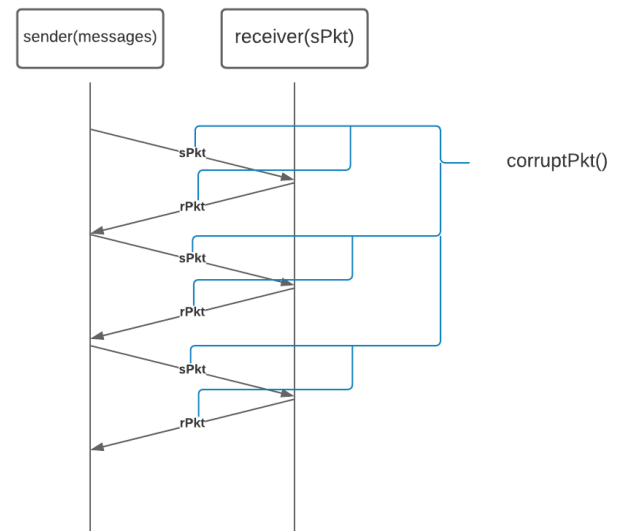 sender(messages)
receiver(sPkt)
sPkt
corruptPkt()
rPkt
sPkt
rPkt
sPkt
rPkt